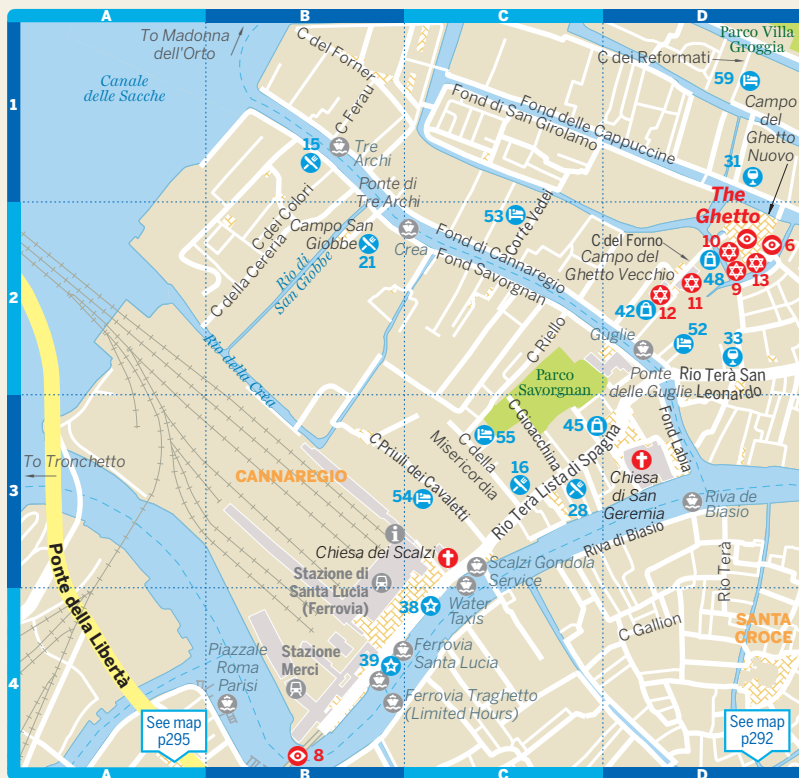 A
B
C
D
To Madonna
dell'Orto
Canale
delle Sacche
C del Forner
C Ferau
15
Tre
Archi
Ponte di
Tre Archi
C dei Colori
Campo San
Giobbe
21
C della Cereria
Rio di
San Giobbe
Crea
Fond di Cannaregio
Fond Savorgnan
Fond di San Girolamo
Fond delle Cappuccine
53
Corte Vedei
Parco Villa
Groggia
C dei Reformati
59
Campo
del
Ghetto
Nuovo
31
The
Ghetto
10
6
C del Forno
Campo del
Ghetto Vecchio
48
9
13
11
12
42
Guglie
52
33
Ponte
delle Guglie
Rio Terà San
Leonardo
Fond Labia
C Riello
Parco
Savorgnan
Rio della Crea
C Gioacchina
45
55
C della
Misericordia
16
28
Rio Terà Lista di Spagna
Chiesa
di San
Geremia
C Priuli dei Cavaletti
54
To Tronchetto
CANNAREGIO
Ponte della Libertà
Chiesa dei Scalzi
Stazione di
Santa Lucia
(Ferrovia)
Scalzi Gondola
Service
Water
Taxis
Riva di Biasio
Riva de
Biasio
Rio Terà
38
C Gallion
SANTA
CROCE
Piazzale
Roma
Parisi
Stazione
Merci
39
Ferrovia
Santa Lucia
Ferrovia Traghetto
(Limited Hours)
8
See map
p295
See map
p292
1
2
3
4
1
2
3
4
A
B
C
D